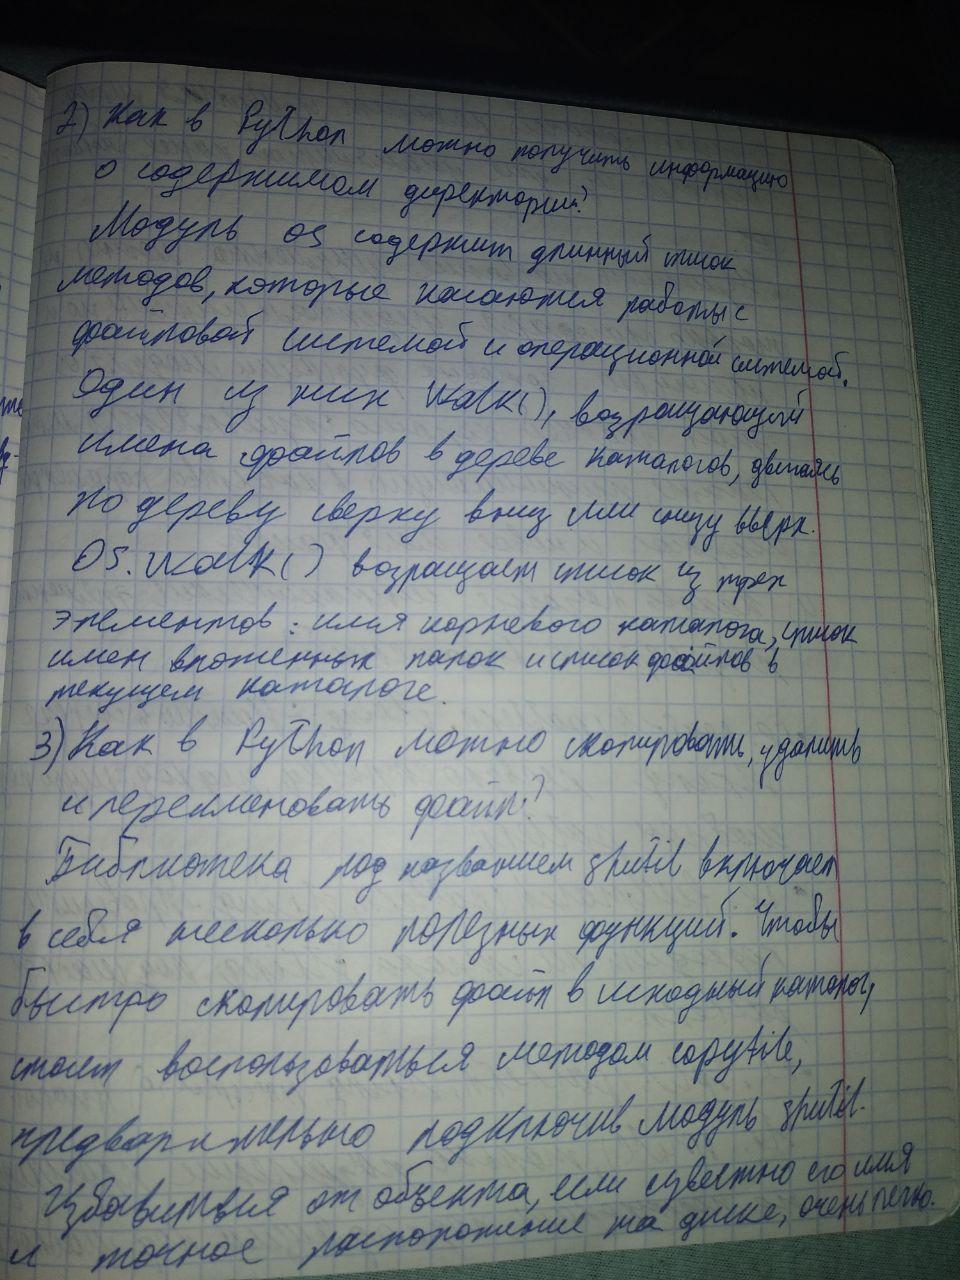 2) Как в Python можно получить информацию
о содержимом директории?
Модуль os содержит длинный список
методов, которые касаются работы с
файловой системой и операционной системой.
Один из них walk(), возращающий
имена файлов в дереве каталогов, двигаясь
по дереву сверху вниз или снизу вверх.
OS.walk() возращает список из трех
элементов: имя корневого каталога, список
имен вложенных папок и список файлов в
текущем каталоге.
3) Как в Python можно скопировать, удалить
и переименовать файл?
Библиотека под названием shutil включает
в себя несколько полезных функций. Чтобы
быстро скопировать файл в исходный каталог,
стоит воспользоваться методом copyfile,
предварительно подключив модуль shutil.
Избавиться от объекта, если известно его имя
и точное расположение на диске, очень легко.